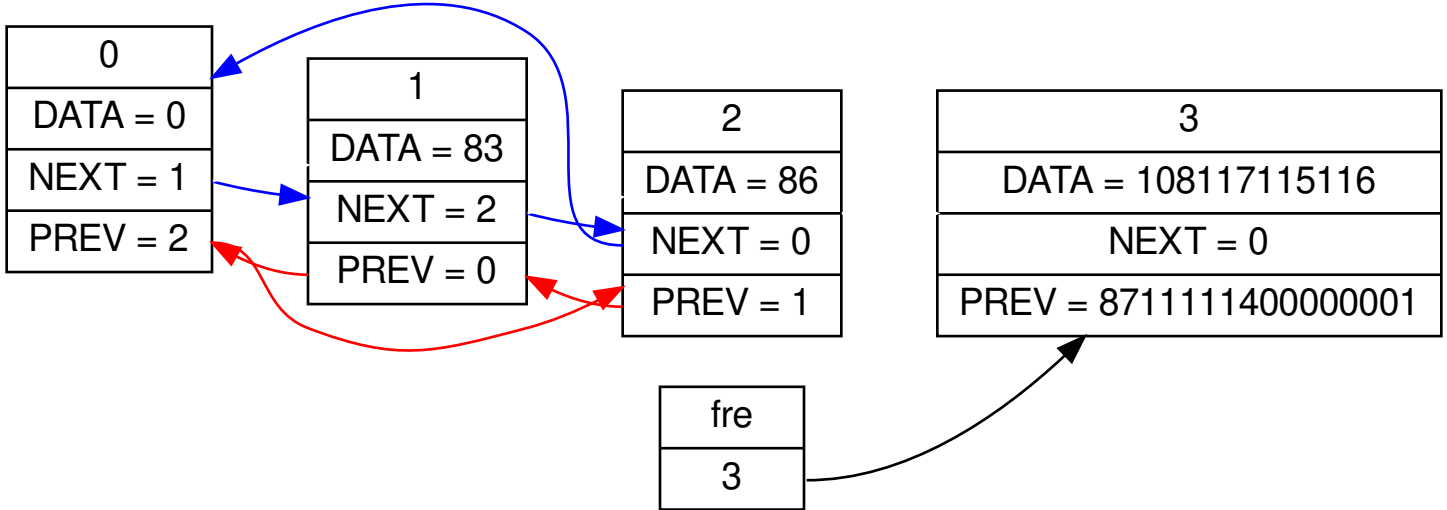 0
DATA = 0
NEXT = 1
PREV = 2
1
DATA = 83
NEXT = 2
PREV = 0
2
DATA = 86
NEXT = 0
PREV = 1
3
DATA = 108117115116
NEXT = 0
PREV = 8711111400000001
fre
3